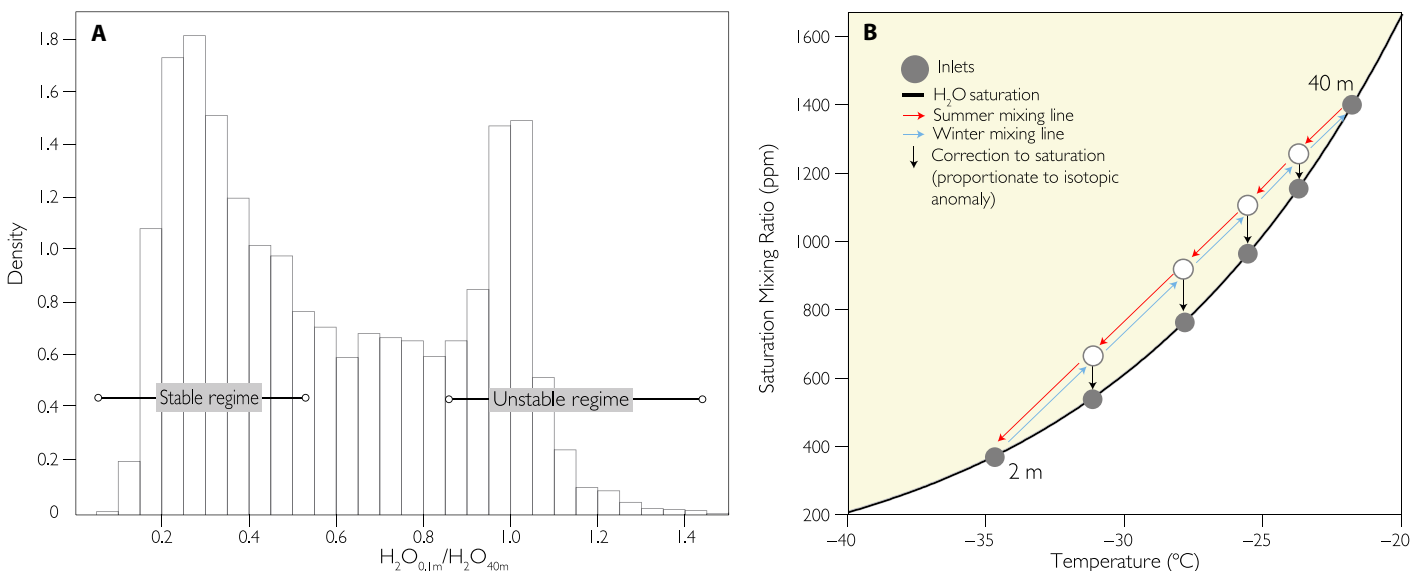 A
1.8
1.6
1.4
1.2
1.0
0.8
0.6
0.4
0.2
0
Density
Stable regime
Unstable regime
0.2
0.4
0.6
0.8
1.0
1.2
1.4
H₂O₀.₁ₘ/H₂O₄₀ₘ
B
1600
1400
1200
1000
800
600
400
200
Saturation Mixing Ratio (ppm)
Inlets
H₂O saturation
Summer mixing line
Winter mixing line
Correction to saturation
(proportionate to isotopic
anomaly)
40 m
2 m
−40
−35
−30
−25
−20
Temperature (°C)